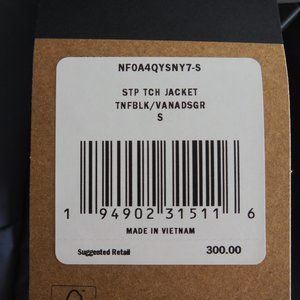 NF0A4QYSNY7-S
STP TCH JACKET
TNFBLK/VANADSGR
S
1 94902 31511 6
MADE IN VIETNAM
Suggested Retail 300.00